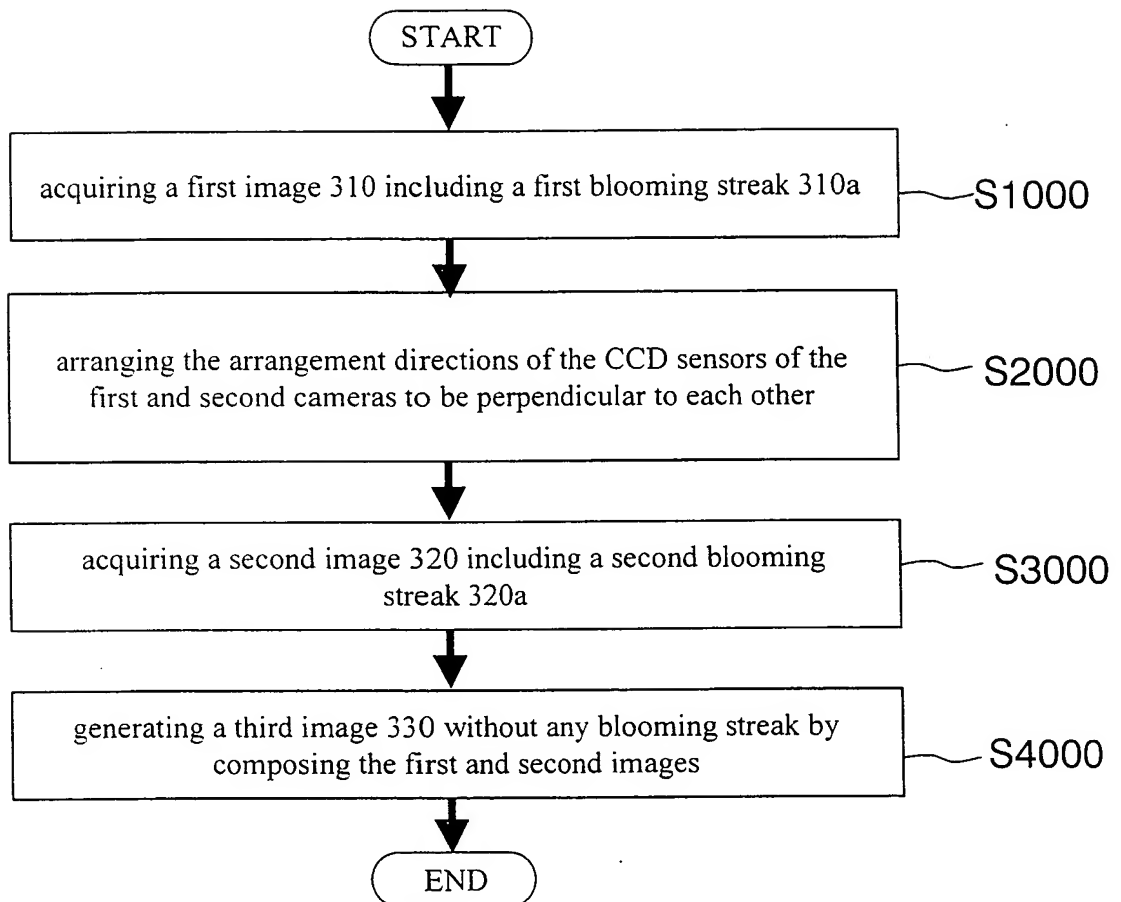 START
acquiring a first image 310 including a first blooming streak 310a
S1000
arranging the arrangement directions of the CCD sensors of the
first and second cameras to be perpendicular to each other
S2000
acquiring a second image 320 including a second blooming
streak 320a
S3000
generating a third image 330 without any blooming streak by
composing the first and second images
S4000
END